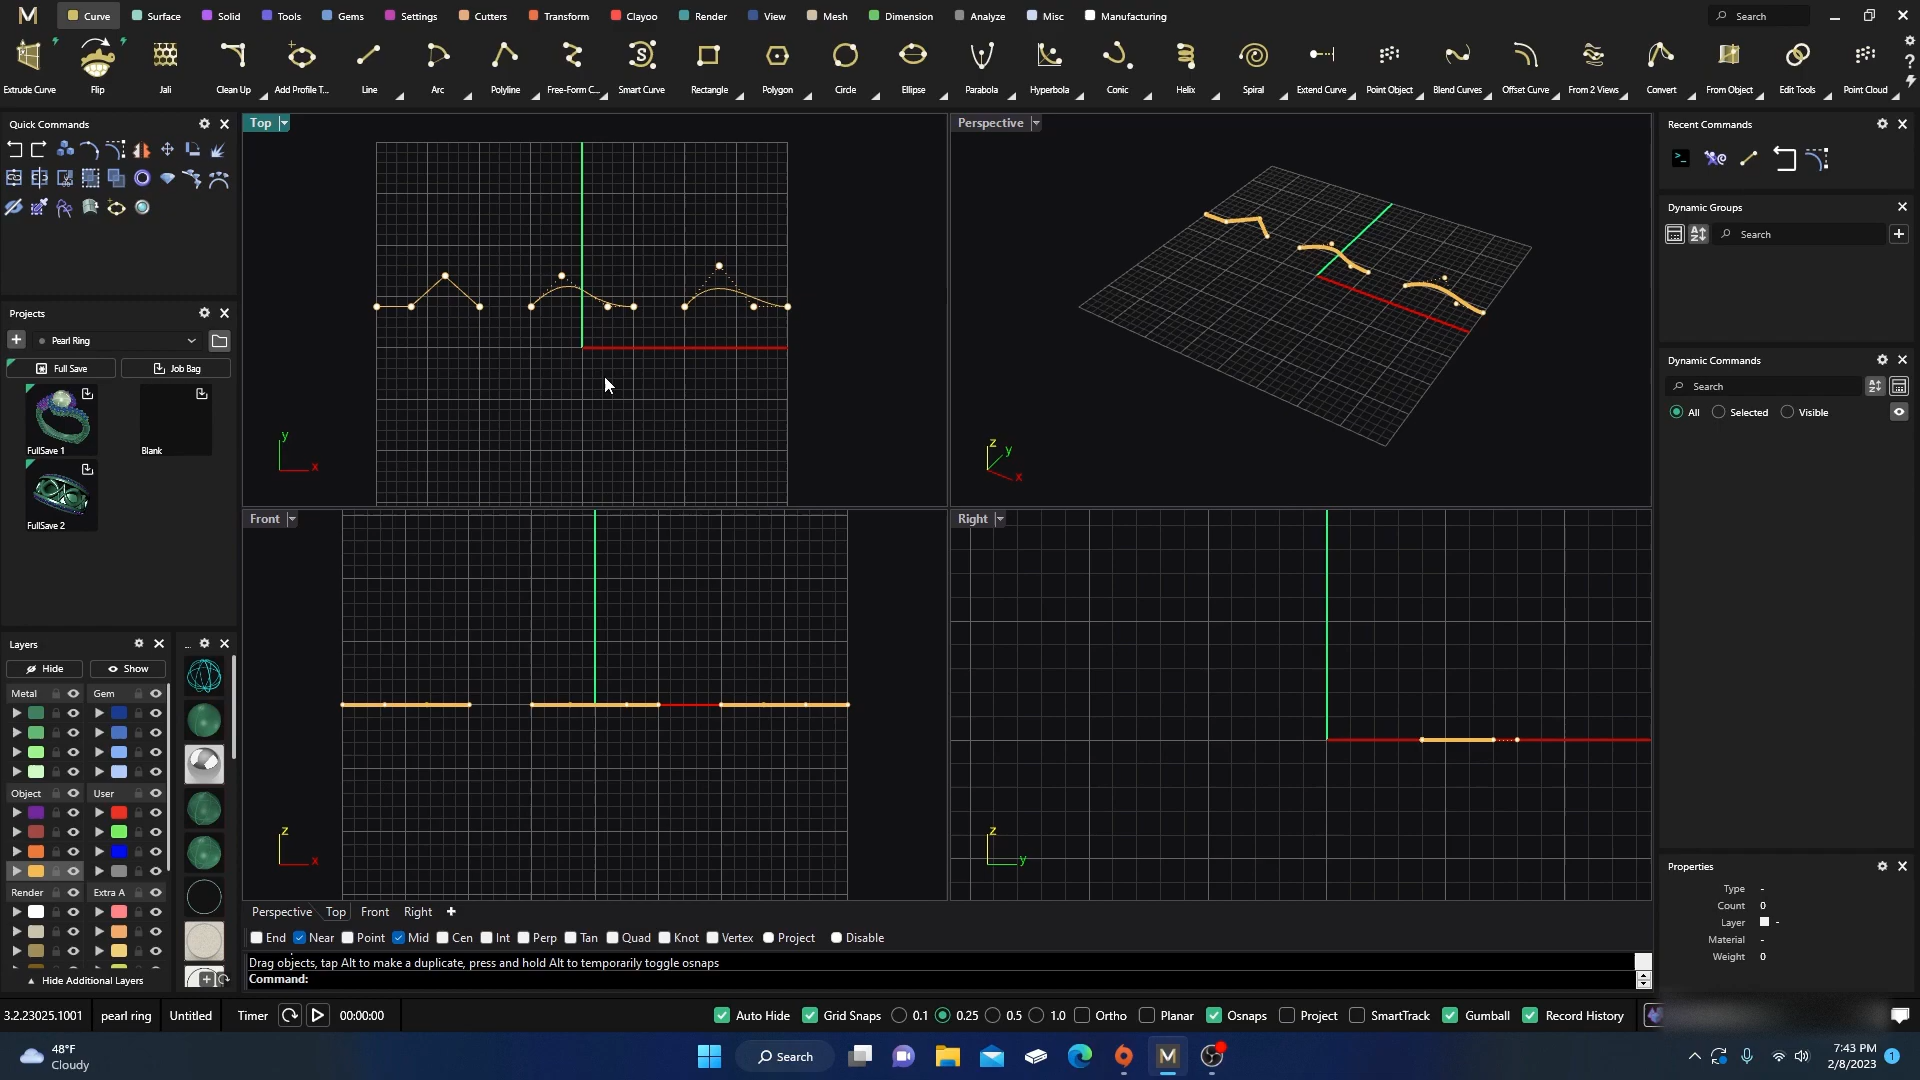 Curve Surface Solid Tools Gems Settings Cutters Transform Clayoo Render View Mesh Dimension Analyze Misc Manufacturing Search
Extrude Curve Flip Jali Clean Up Add Profile T... Line Arc Polyline Free-Form C... Smart Curve Rectangle Polygon Circle Ellipse Parabola Hyperbola Conic Helix Spiral Extend Curve Point Object Blend Curves Offset Curve From 2 Views Convert From Object Edit Tools Point Cloud
Quick Commands
Projects
Pearl Ring
Full Save Job Bag
FullSave 1 Blank
FullSave 2
Layers ...
Hide Show
Metal Gem
Object User
Render Extra A
Hide Additional Layers
Top
y
x
Perspective
z
y
x
Front
z
x
Right
z
y
Perspective Top Front Right
End Near Point Mid Cen Int Perp Tan Quad Knot Vertex Project Disable
Drag objects, tap Alt to make a duplicate, press and hold Alt to temporarily toggle osnaps
Command:
Recent Commands
Dynamic Groups
Search
Dynamic Commands
Search
All Selected Visible
Properties
Type -
Count 0
Layer -
Material -
Weight 0
3.2.23025.1001 pearl ring Untitled Timer 00:00:00 Auto Hide Grid Snaps 0.1 0.25 0.5 1.0 Ortho Planar Osnaps Project SmartTrack Gumball Record History
48°F
Cloudy
Search
7:43 PM
2/8/2023
1